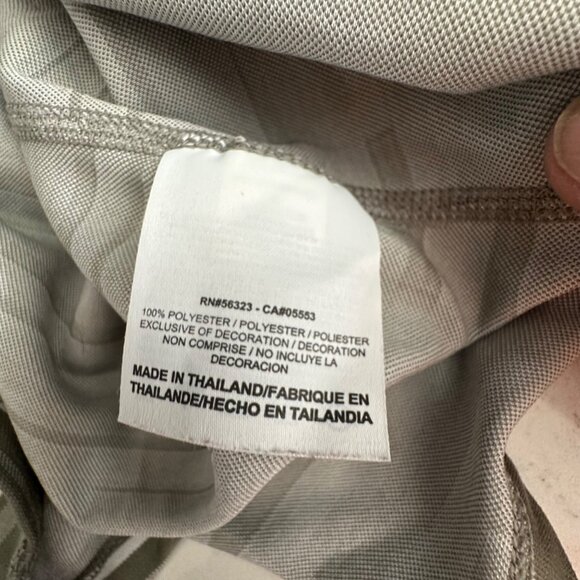 RN#56323 - CA#05553
100% POLYESTER / POLYESTER / POLIESTER
EXCLUSIVE OF DECORATION / DECORATION
NON COMPRISE / NO INCLUYE LA
DECORACION
MADE IN THAILAND/FABRIQUE EN
THAILANDE/HECHO EN TAILANDIA